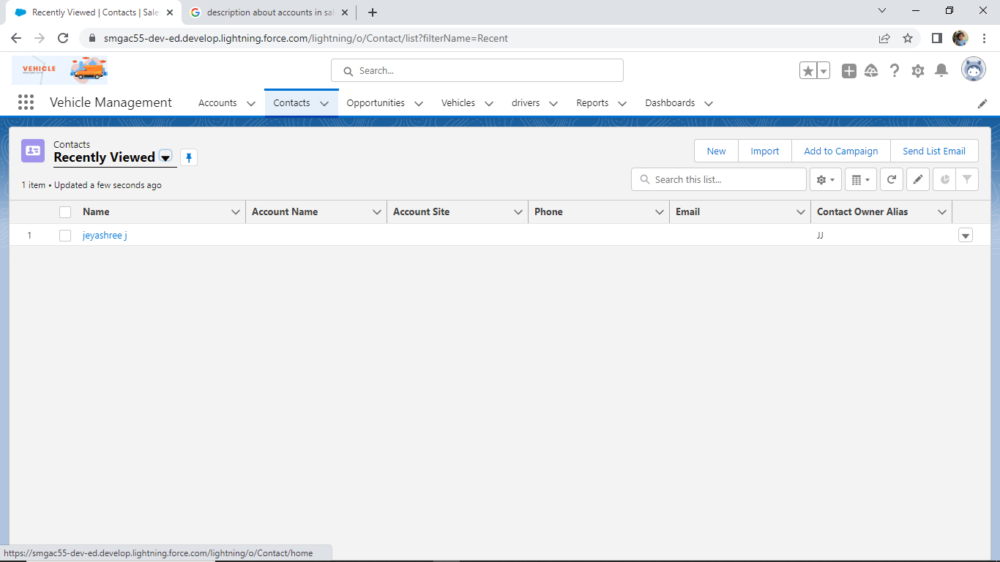 Recently Viewed | Contacts | Sale
description about accounts in sal
smgac55-dev-ed.develop.lightning.force.com/lightning/o/Contact/list?filterName=Recent
VEHICLE
Search...
Vehicle Management
Accounts
Contacts
Opportunities
Vehicles
drivers
Reports
Dashboards
Contacts
Recently Viewed
New
Import
Add to Campaign
Send List Email
1 item • Updated a few seconds ago
Search this list...
Name
Account Name
Account Site
Phone
Email
Contact Owner Alias
1
jeyashree j
JJ
https://smgac55-dev-ed.develop.lightning.force.com/lightning/o/Contact/home